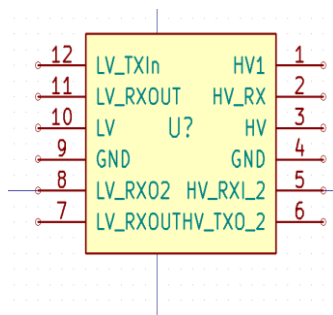 12 LV_TXIn HV1 1
11 LV_RXOUT HV_RX 2
10 LV U? HV 3
9 GND GND 4
8 LV_RXO2 HV_RXI_2 5
7 LV_RXOUTHV_TXO_2 6